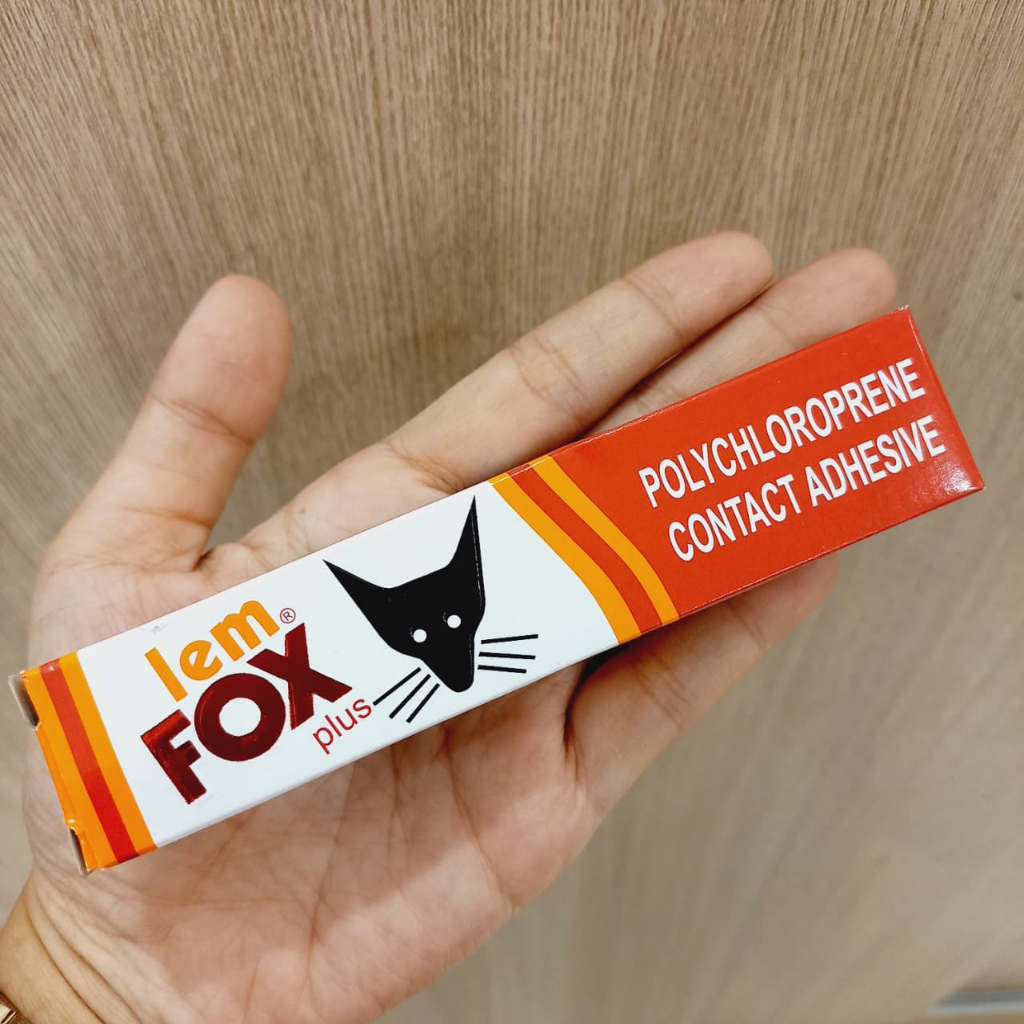 lem®
FOX
plus
POLYCHLOROPRENE
CONTACT ADHESIVE